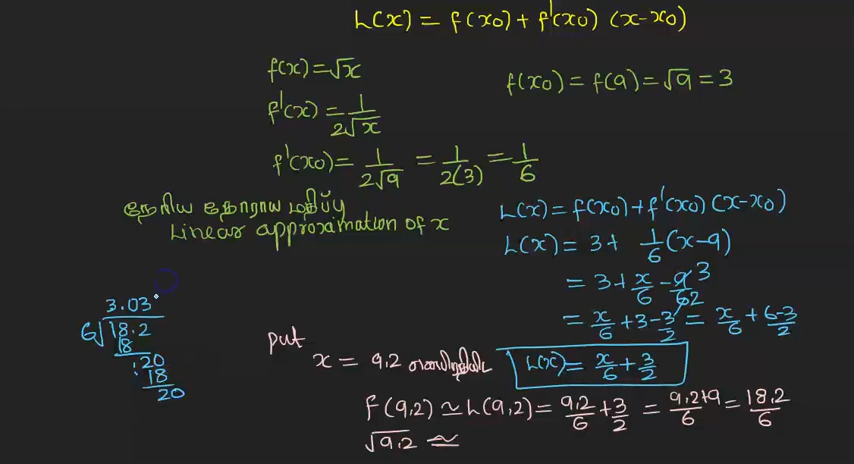 L(x) = f(x0) + f'(x0) (x-x0)
f(x) = √x
f(x0) = f(9) = √9 = 3
f'(x) = 1/2√x
f'(x0) = 1/2√9 = 1/2(3) = 1/6
நேரிய தோராய மதிப்பு
Linear approximation of x
L(x) = f(x0) + f'(x0) (x-x0)
L(x) = 3 + 1/6 (x-9)
= 3 + x/6 - 9/6 3 2
= x/6 + 3 - 3/2 = x/6 + 6-3/2
L(x) = x/6 + 3/2
3.03
6 18.2
18
:20
18
20
put
x = 9.2
f(9.2) ≈ L(9.2) = 9.2/6 + 3/2 = 9.2+9/6 = 18.2/6
√9.2 ≈